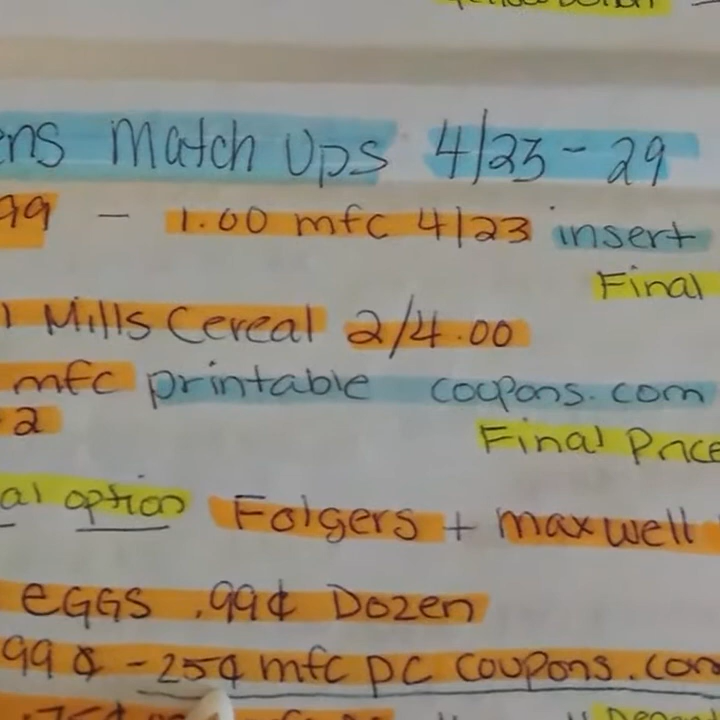 ens Match Ups 4/23 - 29
99 - 1.00 mfc 4/23 insert
Final
l Mills Cereal 2/4.00
mfc printable coupons.com
2
Final Price
al option Folgers + maxwell
EGGS .99¢ Dozen
99¢ - 25¢ mfc pc coupons.com